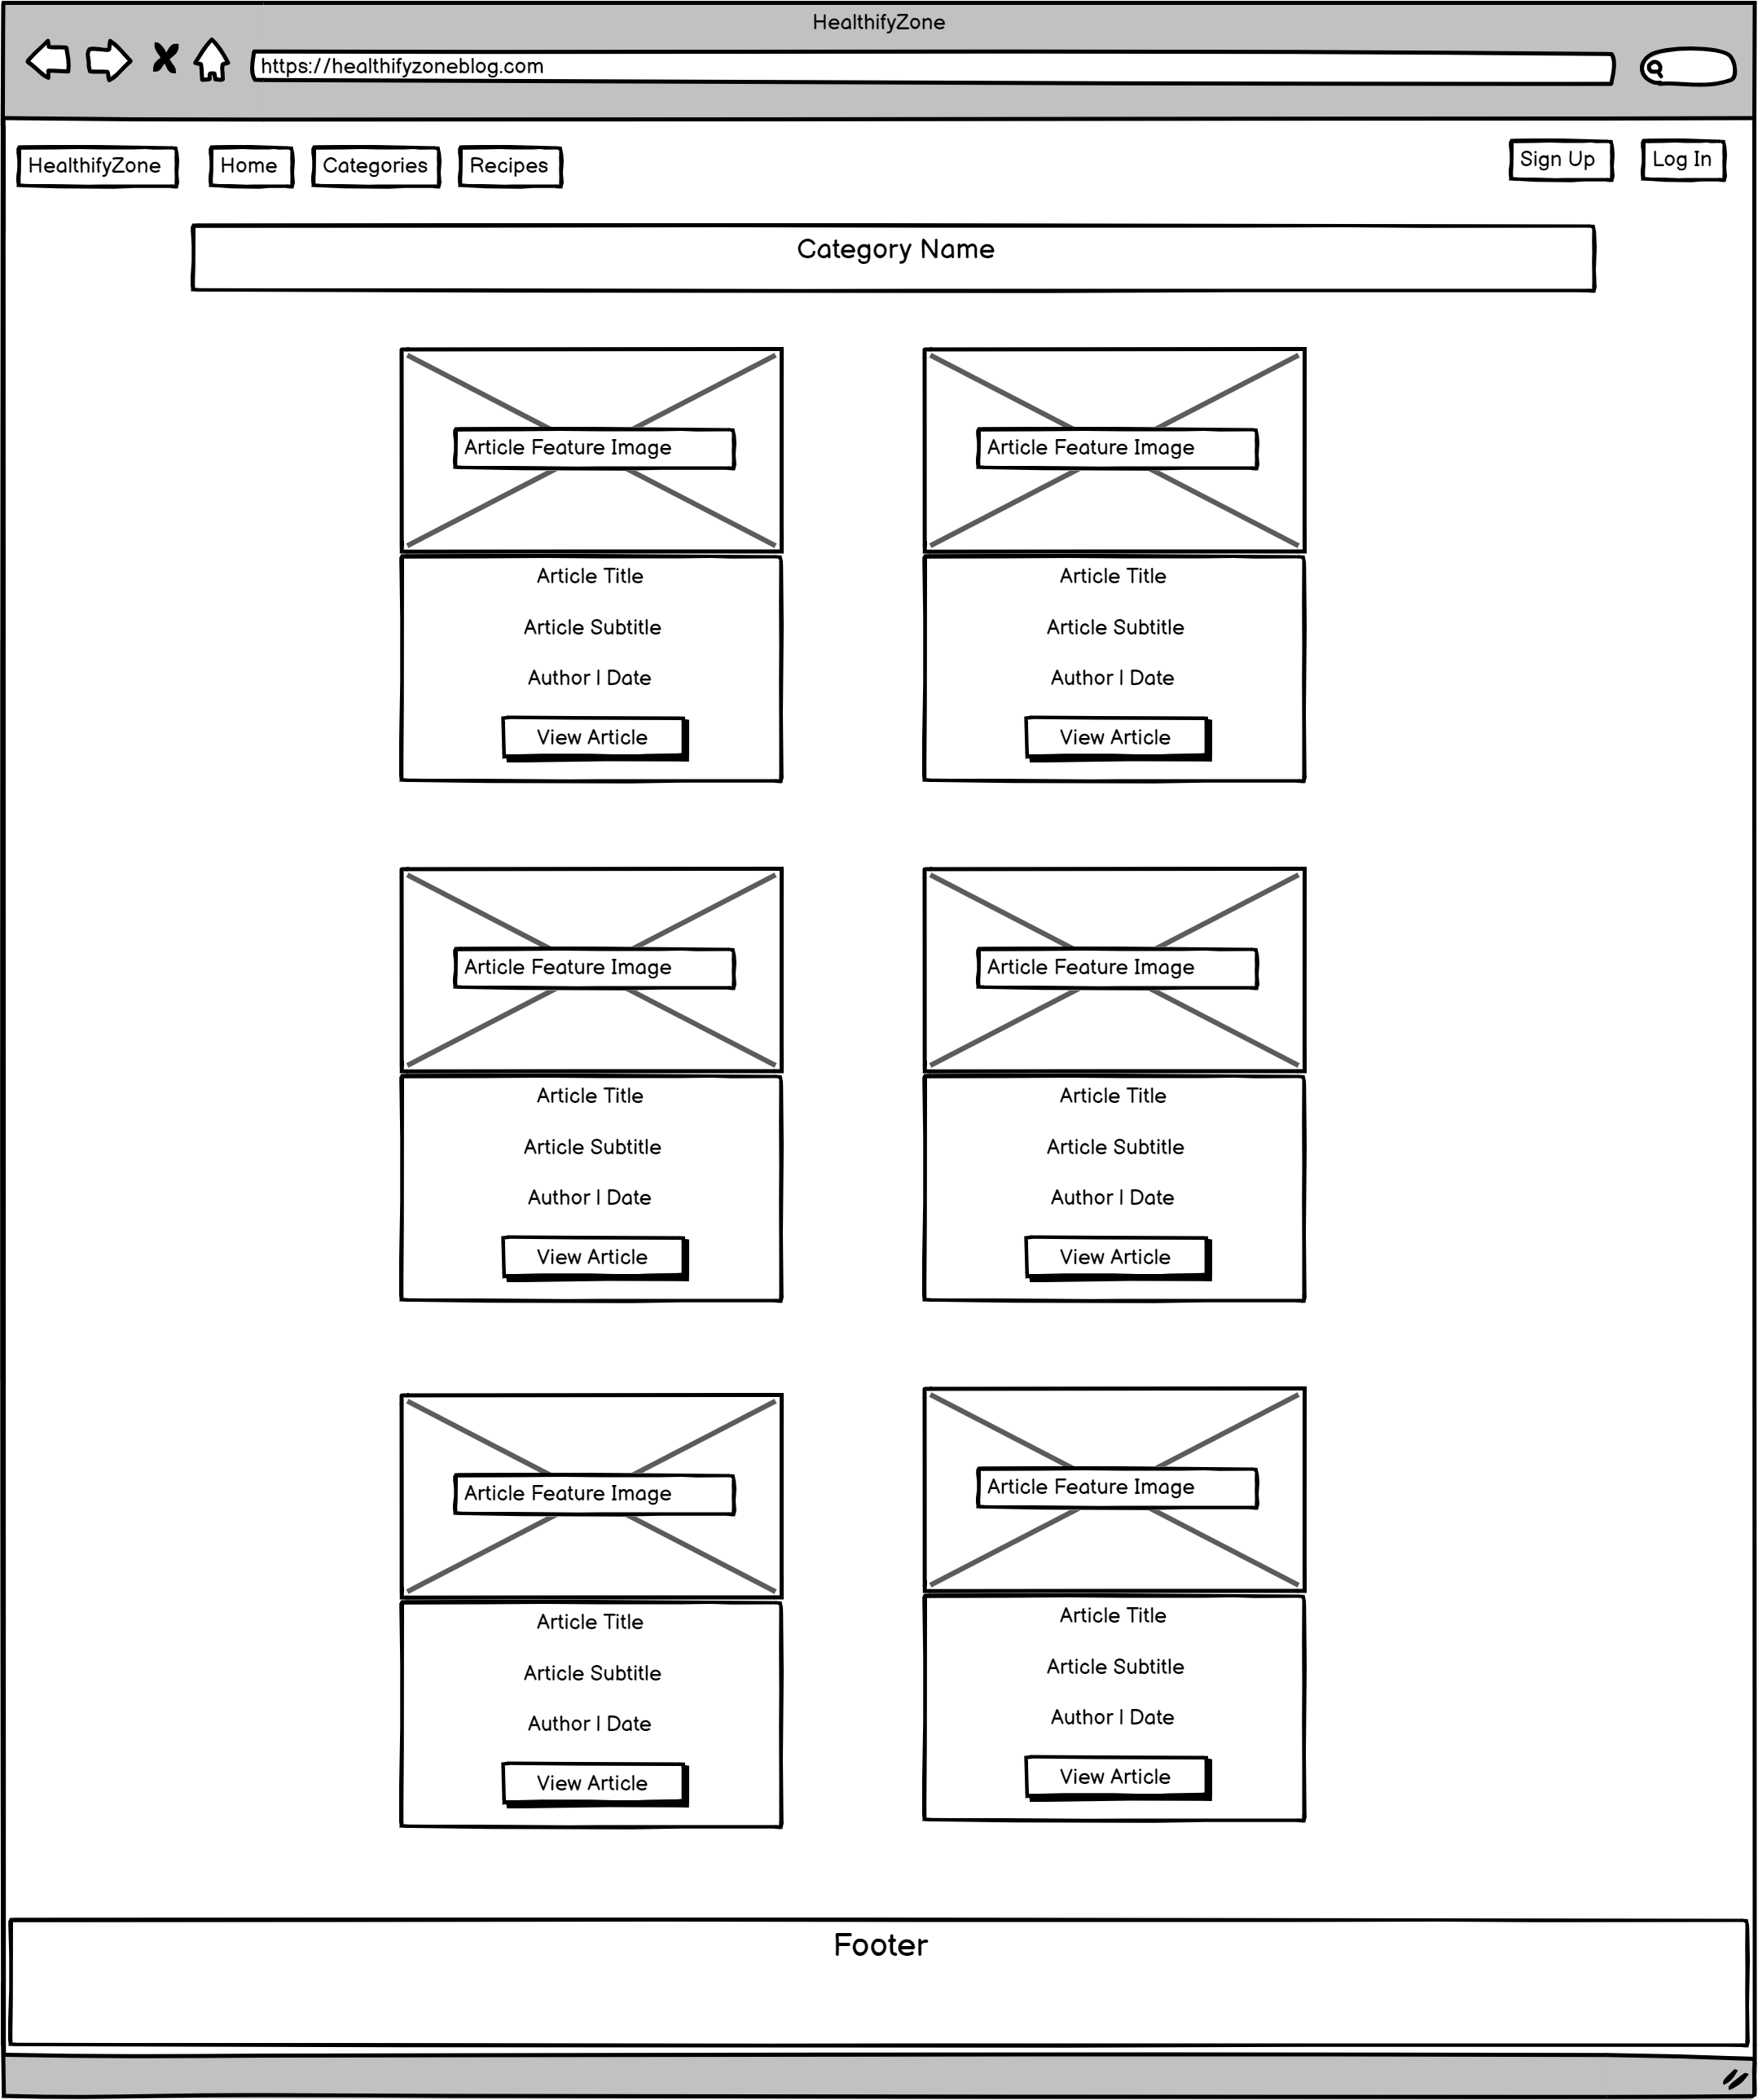 HealthifyZone
https://healthifyzoneblog.com
HealthifyZone Home Categories Recipes Sign Up Log In
Category Name
Article Feature Image Article Feature Image
Article Title Article Title
Article Subtitle Article Subtitle
Author | Date Author | Date
View Article View Article
Article Feature Image Article Feature Image
Article Title Article Title
Article Subtitle Article Subtitle
Author | Date Author | Date
View Article View Article
Article Feature Image Article Feature Image
Article Title Article Title
Article Subtitle Article Subtitle
Author | Date Author | Date
View Article View Article
Footer